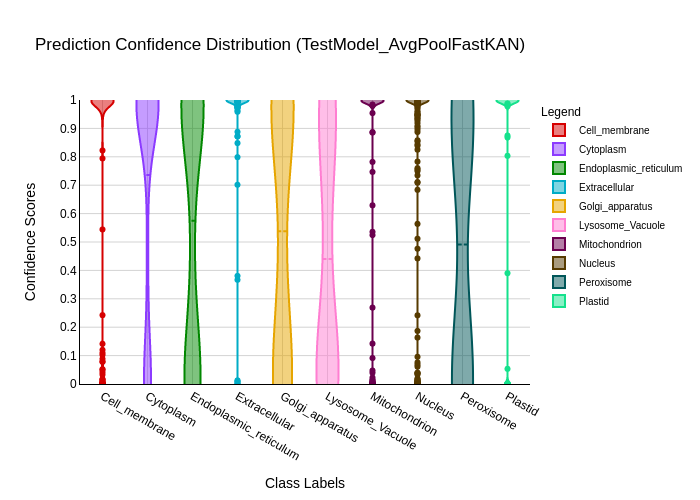 Prediction Confidence Distribution (TestModel_AvgPoolFastKAN)
Confidence Scores
1
0.9
0.8
0.7
0.6
0.5
0.4
0.3
0.2
0.1
0
Cell_membrane
Cytoplasm
Endoplasmic_reticulum
Extracellular
Golgi_apparatus
Lysosome_Vacuole
Mitochondrion
Nucleus
Peroxisome
Plastid
Class Labels
Legend
Cell_membrane
Cytoplasm
Endoplasmic_reticulum
Extracellular
Golgi_apparatus
Lysosome_Vacuole
Mitochondrion
Nucleus
Peroxisome
Plastid